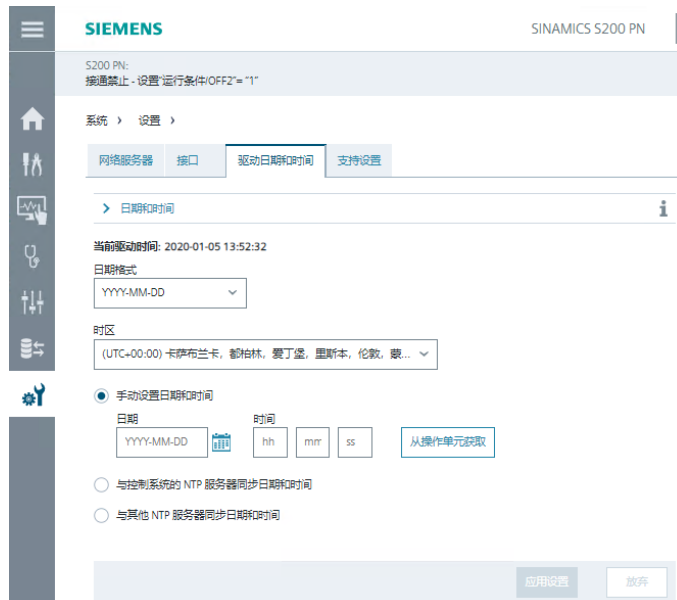 SIEMENS
SINAMICS S200 PN
S200 PN:
接通禁止 - 设置"运行条件/OFF2"= "1"
系统 › 设置 ›
网络服务器 接口 驱动日期和时间 支持设置
日期和时间
当前驱动时间: 2020-01-05 13:52:32
日期格式
YYYY-MM-DD
时区
(UTC+00:00) 卡萨布兰卡，都柏林，爱丁堡，里斯本，伦敦，蒙...
手动设置日期和时间
日期 时间
YYYY-MM-DD hh mm ss 从操作单元获取
与控制系统的 NTP 服务器同步日期和时间
与其他 NTP 服务器同步日期和时间
应用设置 放弃